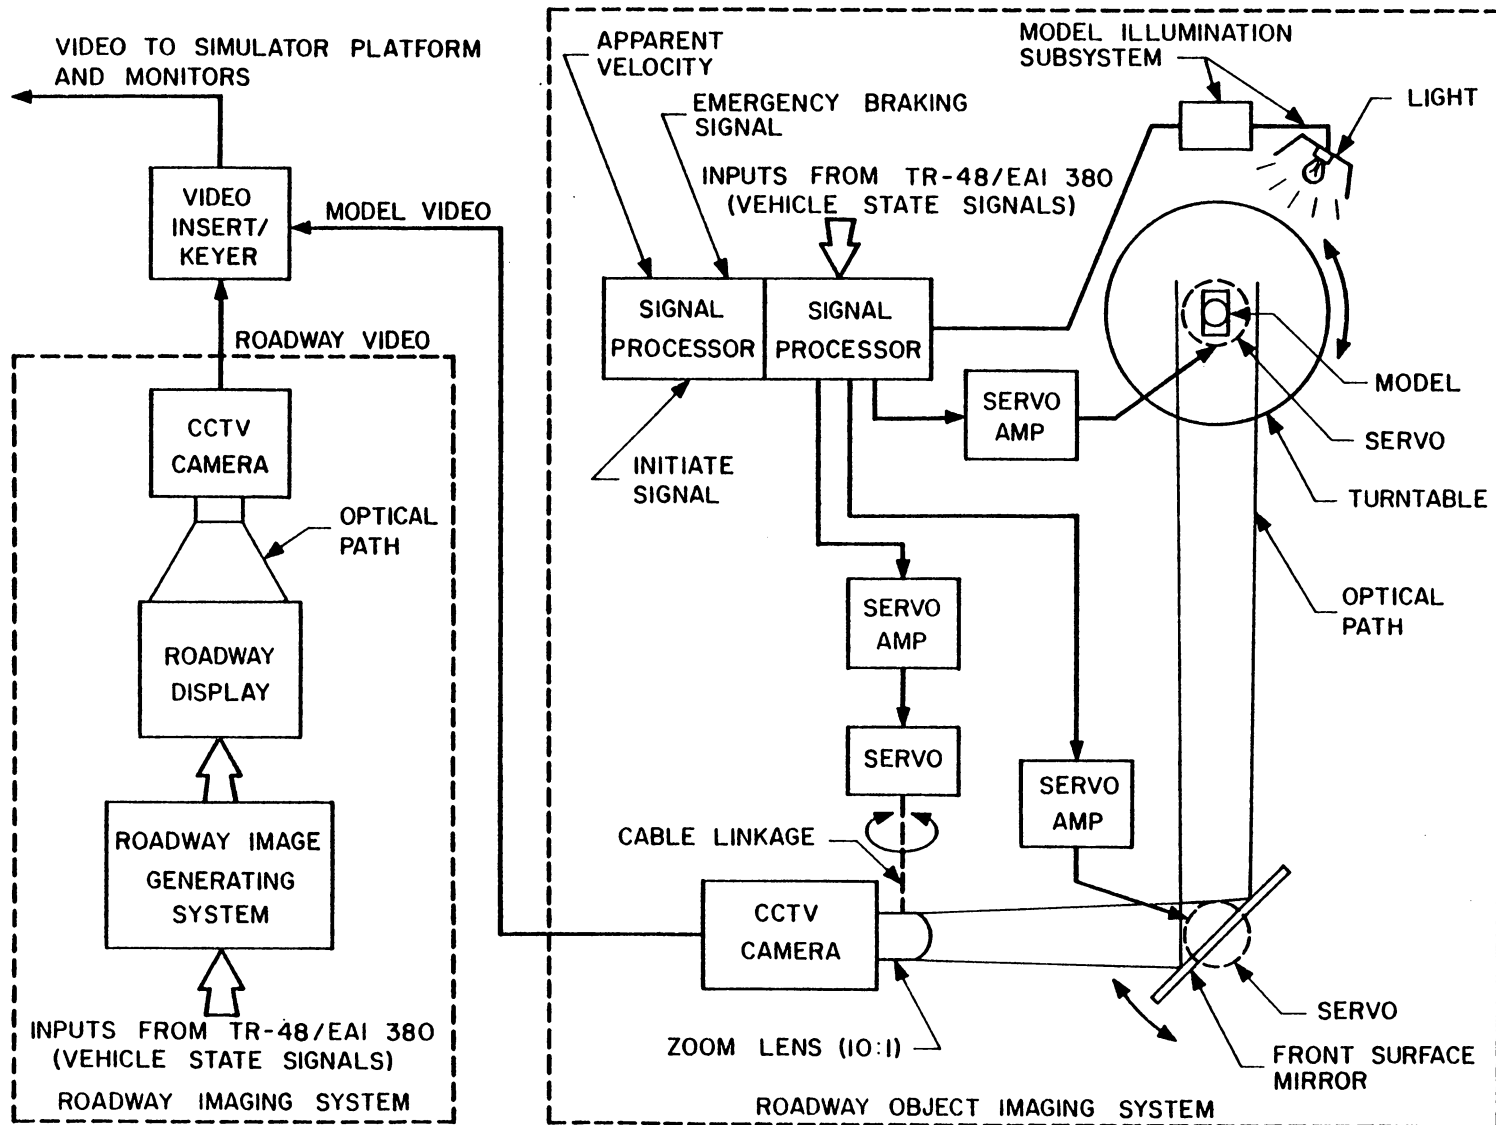 VIDEO TO SIMULATOR PLATFORM
AND MONITORS
VIDEO
INSERT/
KEYER
MODEL VIDEO
ROADWAY VIDEO
CCTV
CAMERA
OPTICAL
PATH
ROADWAY
DISPLAY
ROADWAY IMAGE
GENERATING
SYSTEM
INPUTS FROM TR-48/EAI 380
(VEHICLE STATE SIGNALS)
ROADWAY IMAGING SYSTEM
APPARENT
VELOCITY
EMERGENCY BRAKING
SIGNAL
INPUTS FROM TR-48/EAI 380
(VEHICLE STATE SIGNALS)
MODEL ILLUMINATION
SUBSYSTEM
LIGHT
SIGNAL
PROCESSOR
SIGNAL
PROCESSOR
INITIATE
SIGNAL
SERVO
AMP
MODEL
SERVO
TURNTABLE
OPTICAL
PATH
SERVO
AMP
SERVO
SERVO
AMP
CABLE LINKAGE
CCTV
CAMERA
ZOOM LENS (10:1)
SERVO
FRONT SURFACE
MIRROR
ROADWAY OBJECT IMAGING SYSTEM